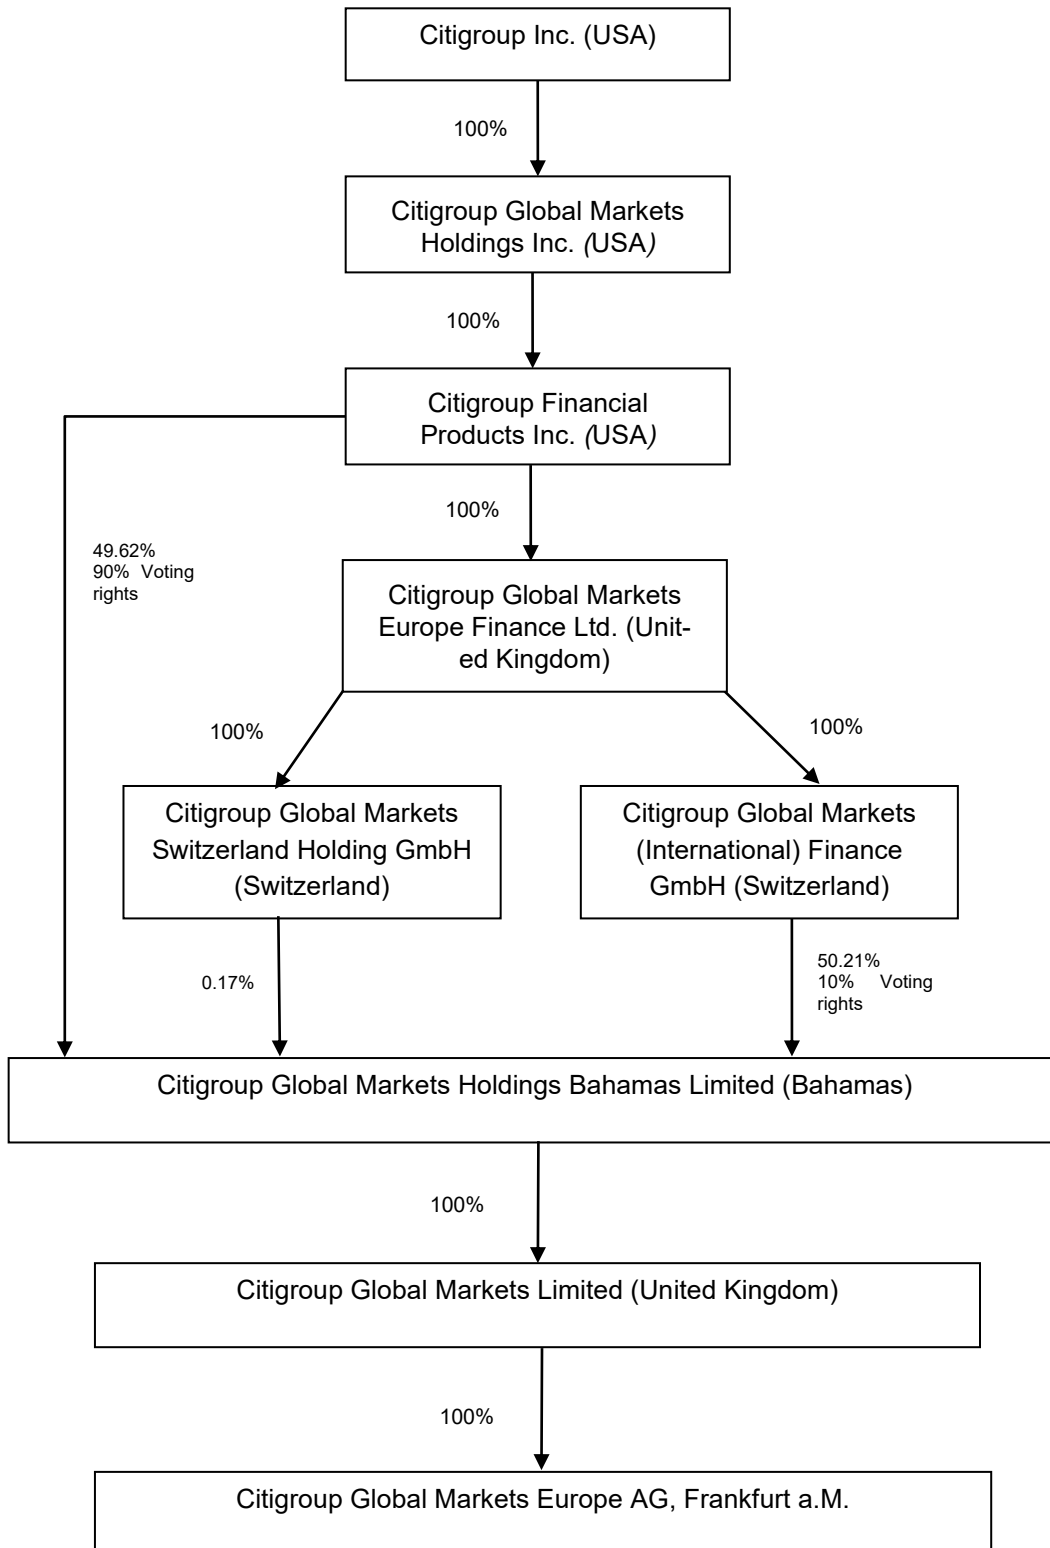 Citigroup Inc. (USA)
100%
Citigroup Global Markets
Holdings Inc. (USA)
100%
Citigroup Financial
Products Inc. (USA)
100%
49.62%
90% Voting
rights
Citigroup Global Markets
Europe Finance Ltd. (Unit-
ed Kingdom)
100%
100%
Citigroup Global Markets
Switzerland Holding GmbH
(Switzerland)
Citigroup Global Markets
(International) Finance
GmbH (Switzerland)
0.17%
50.21%
10% Voting
rights
Citigroup Global Markets Holdings Bahamas Limited (Bahamas)
100%
Citigroup Global Markets Limited (United Kingdom)
100%
Citigroup Global Markets Europe AG, Frankfurt a.M.